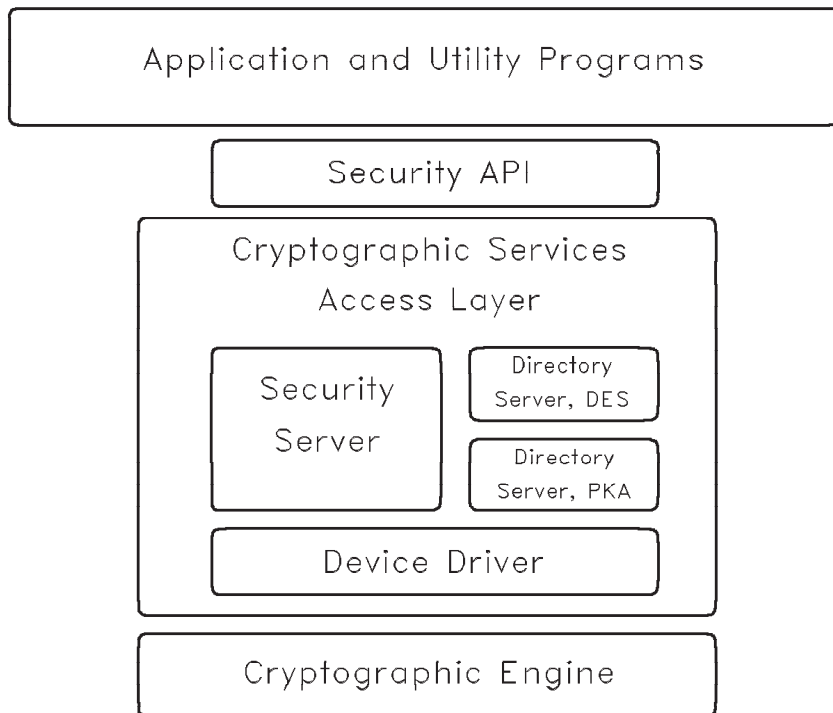 Application and Utility Programs
Security API
Cryptographic Services
Access Layer
Security
Server
Directory
Server, DES
Directory
Server, PKA
Device Driver
Cryptographic Engine